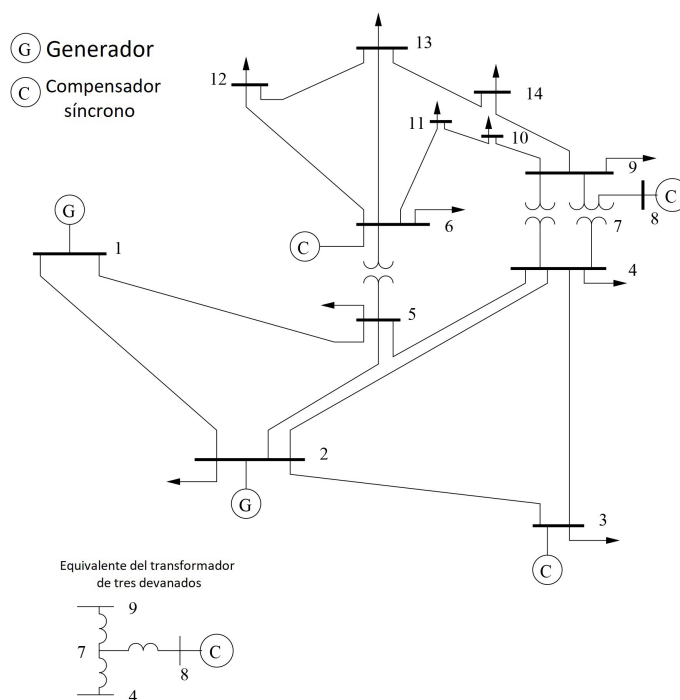 G Generador
C Compensador
síncrono
13
12
14
11
10
9
C
8
7
G
6
C
1
4
5
2
G
3
C
Equivalente del transformador
de tres devanados
9
7
C
8
4